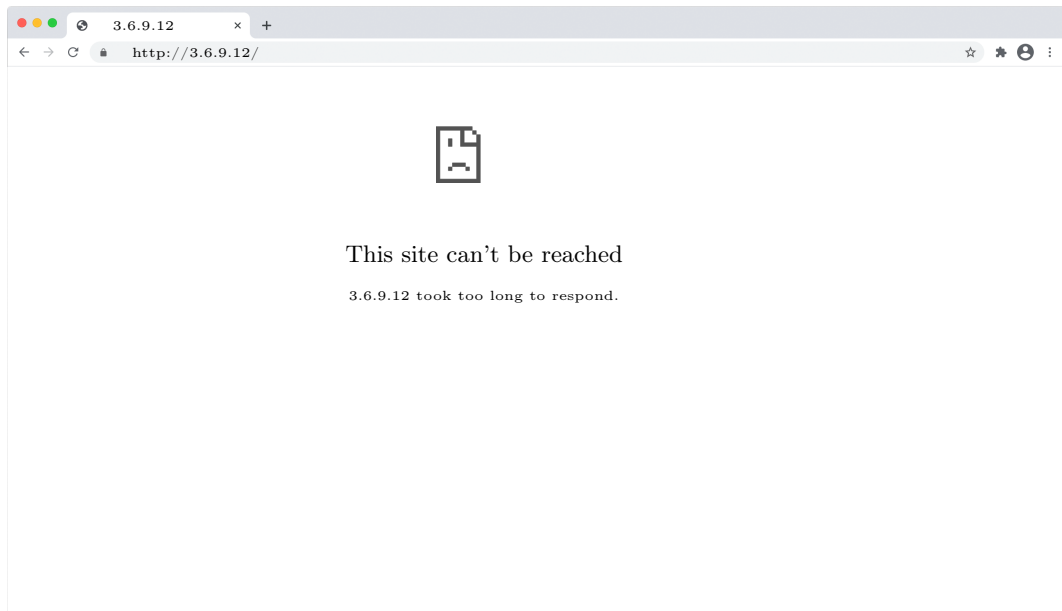 3.6.9.12
http://3.6.9.12/
This site can't be reached
3.6.9.12 took too long to respond.